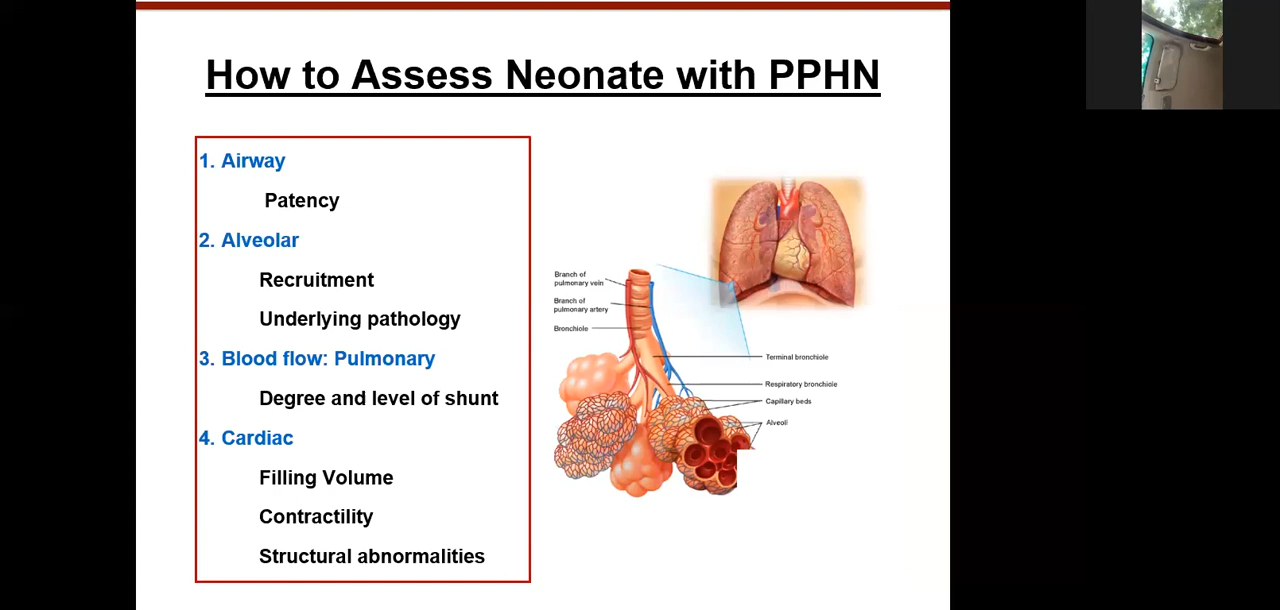 How to Assess Neonate with PPHN
1. Airway
Patency
2. Alveolar
Recruitment
Underlying pathology
3. Blood flow: Pulmonary
Degree and level of shunt
4. Cardiac
Filling Volume
Contractility
Structural abnormalities
Branch of
pulmonary vein
Branch of
pulmonary artery
Bronchiole
Terminal bronchiole
Respiratory bronchiole
Capillary beds
Alveoli